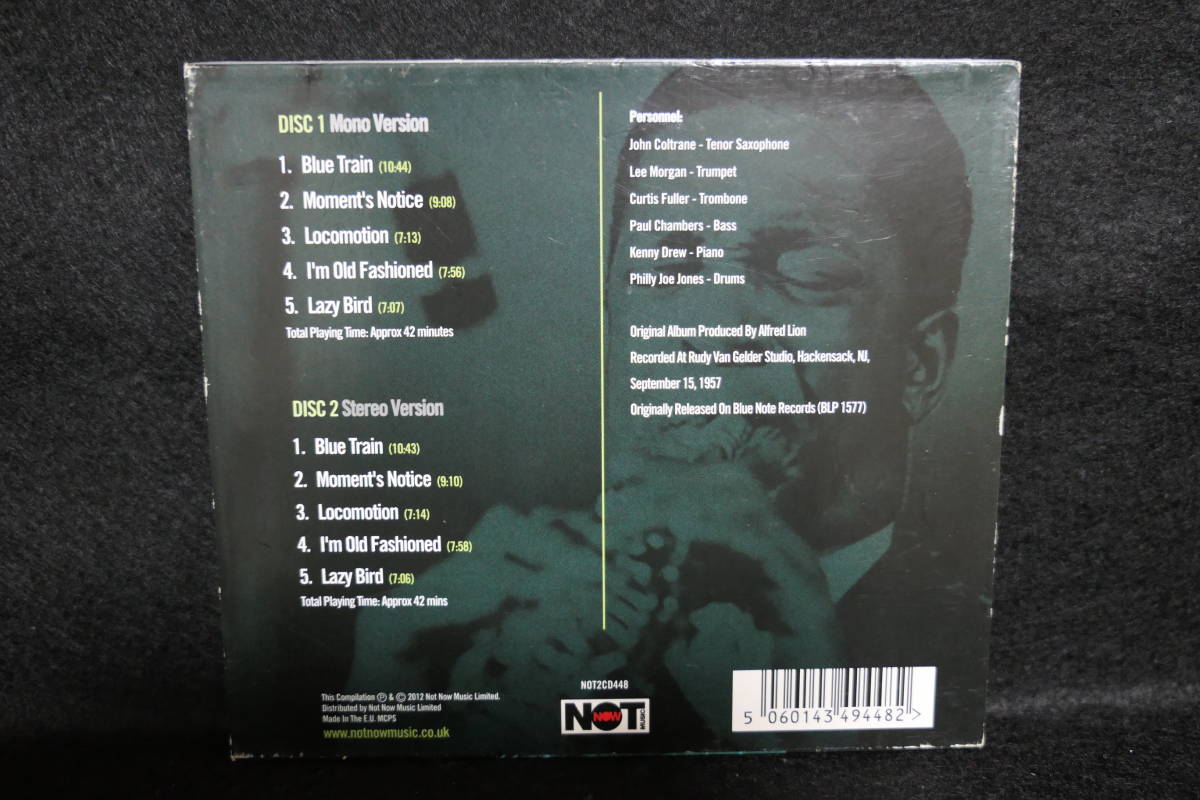 DISC 1 Mono Version
1. Blue Train (10:44)
2. Moment's Notice (9:08)
3. Locomotion (7:13)
4. I'm Old Fashioned (7:56)
5. Lazy Bird (7:07)
Total Playing Time: Approx 42 minutes
DISC 2 Stereo Version
1. Blue Train (10:43)
2. Moment's Notice (9:10)
3. Locomotion (7:14)
4. I'm Old Fashioned (7:58)
5. Lazy Bird (7:06)
Total Playing Time: Approx 42 mins
Personnel:
John Coltrane - Tenor Saxophone
Lee Morgan - Trumpet
Curtis Fuller - Trombone
Paul Chambers - Bass
Kenny Drew - Piano
Philly Joe Jones - Drums
Original Album Produced By Alfred Lion
Recorded At Rudy Van Gelder Studio, Hackensack, NJ,
September 15, 1957
Originally Released On Blue Note Records (BLP 1577)
This Compilation ℗ & © 2012 Not Now Music Limited.
Distributed by Not Now Music Limited
Made In The E.U. MCPS
www.notnowmusic.co.uk
NOT2CD448
NOT NOW MUSIC
5 060143 494482 >